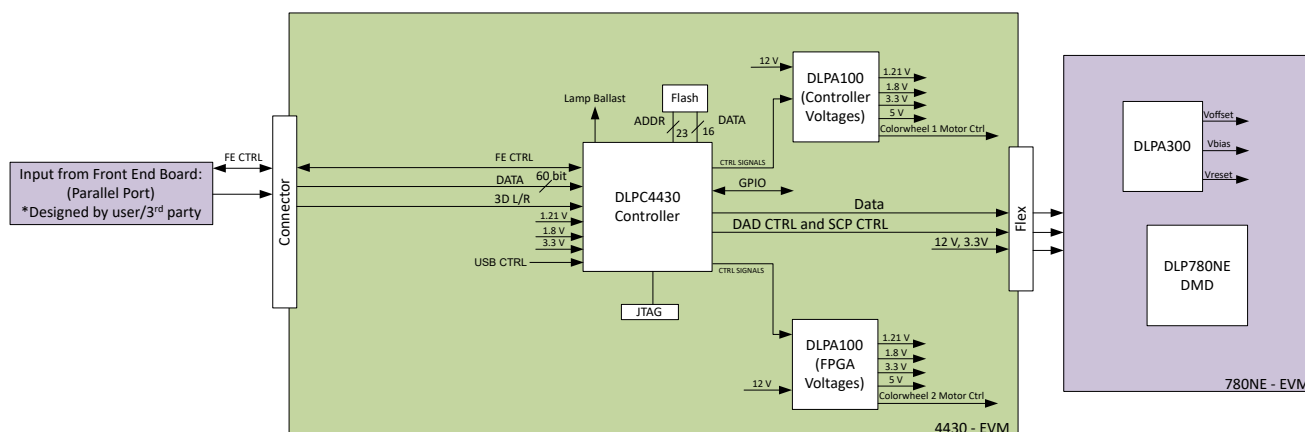 Input from Front End Board:
(Parallel Port)
*Designed by user/3rd party
FE CTRL
Connector
FE CTRL
DATA
60 bit
3D L/R
1.21 V
1.8 V
3.3 V
USB CTRL
Lamp Ballast
Flash
ADDR
23
16
DATA
DLPC4430
Controller
JTAG
CTRL SIGNALS
GPIO
Data
DAD CTRL and SCP CTRL
12 V, 3.3V
CTRL SIGNALS
12 V
DLPA100
(Controller
Voltages)
1.21 V
1.8 V
3.3 V
5 V
Colorwheel 1 Motor Ctrl
12 V
DLPA100
(FPGA
Voltages)
1.21 V
1.8 V
3.3 V
5 V
Colorwheel 2 Motor Ctrl
4430 - EVM
Flex
DLPA300
Voffset
Vbias
Vreset
DLP780NE
DMD
780NE - EVM